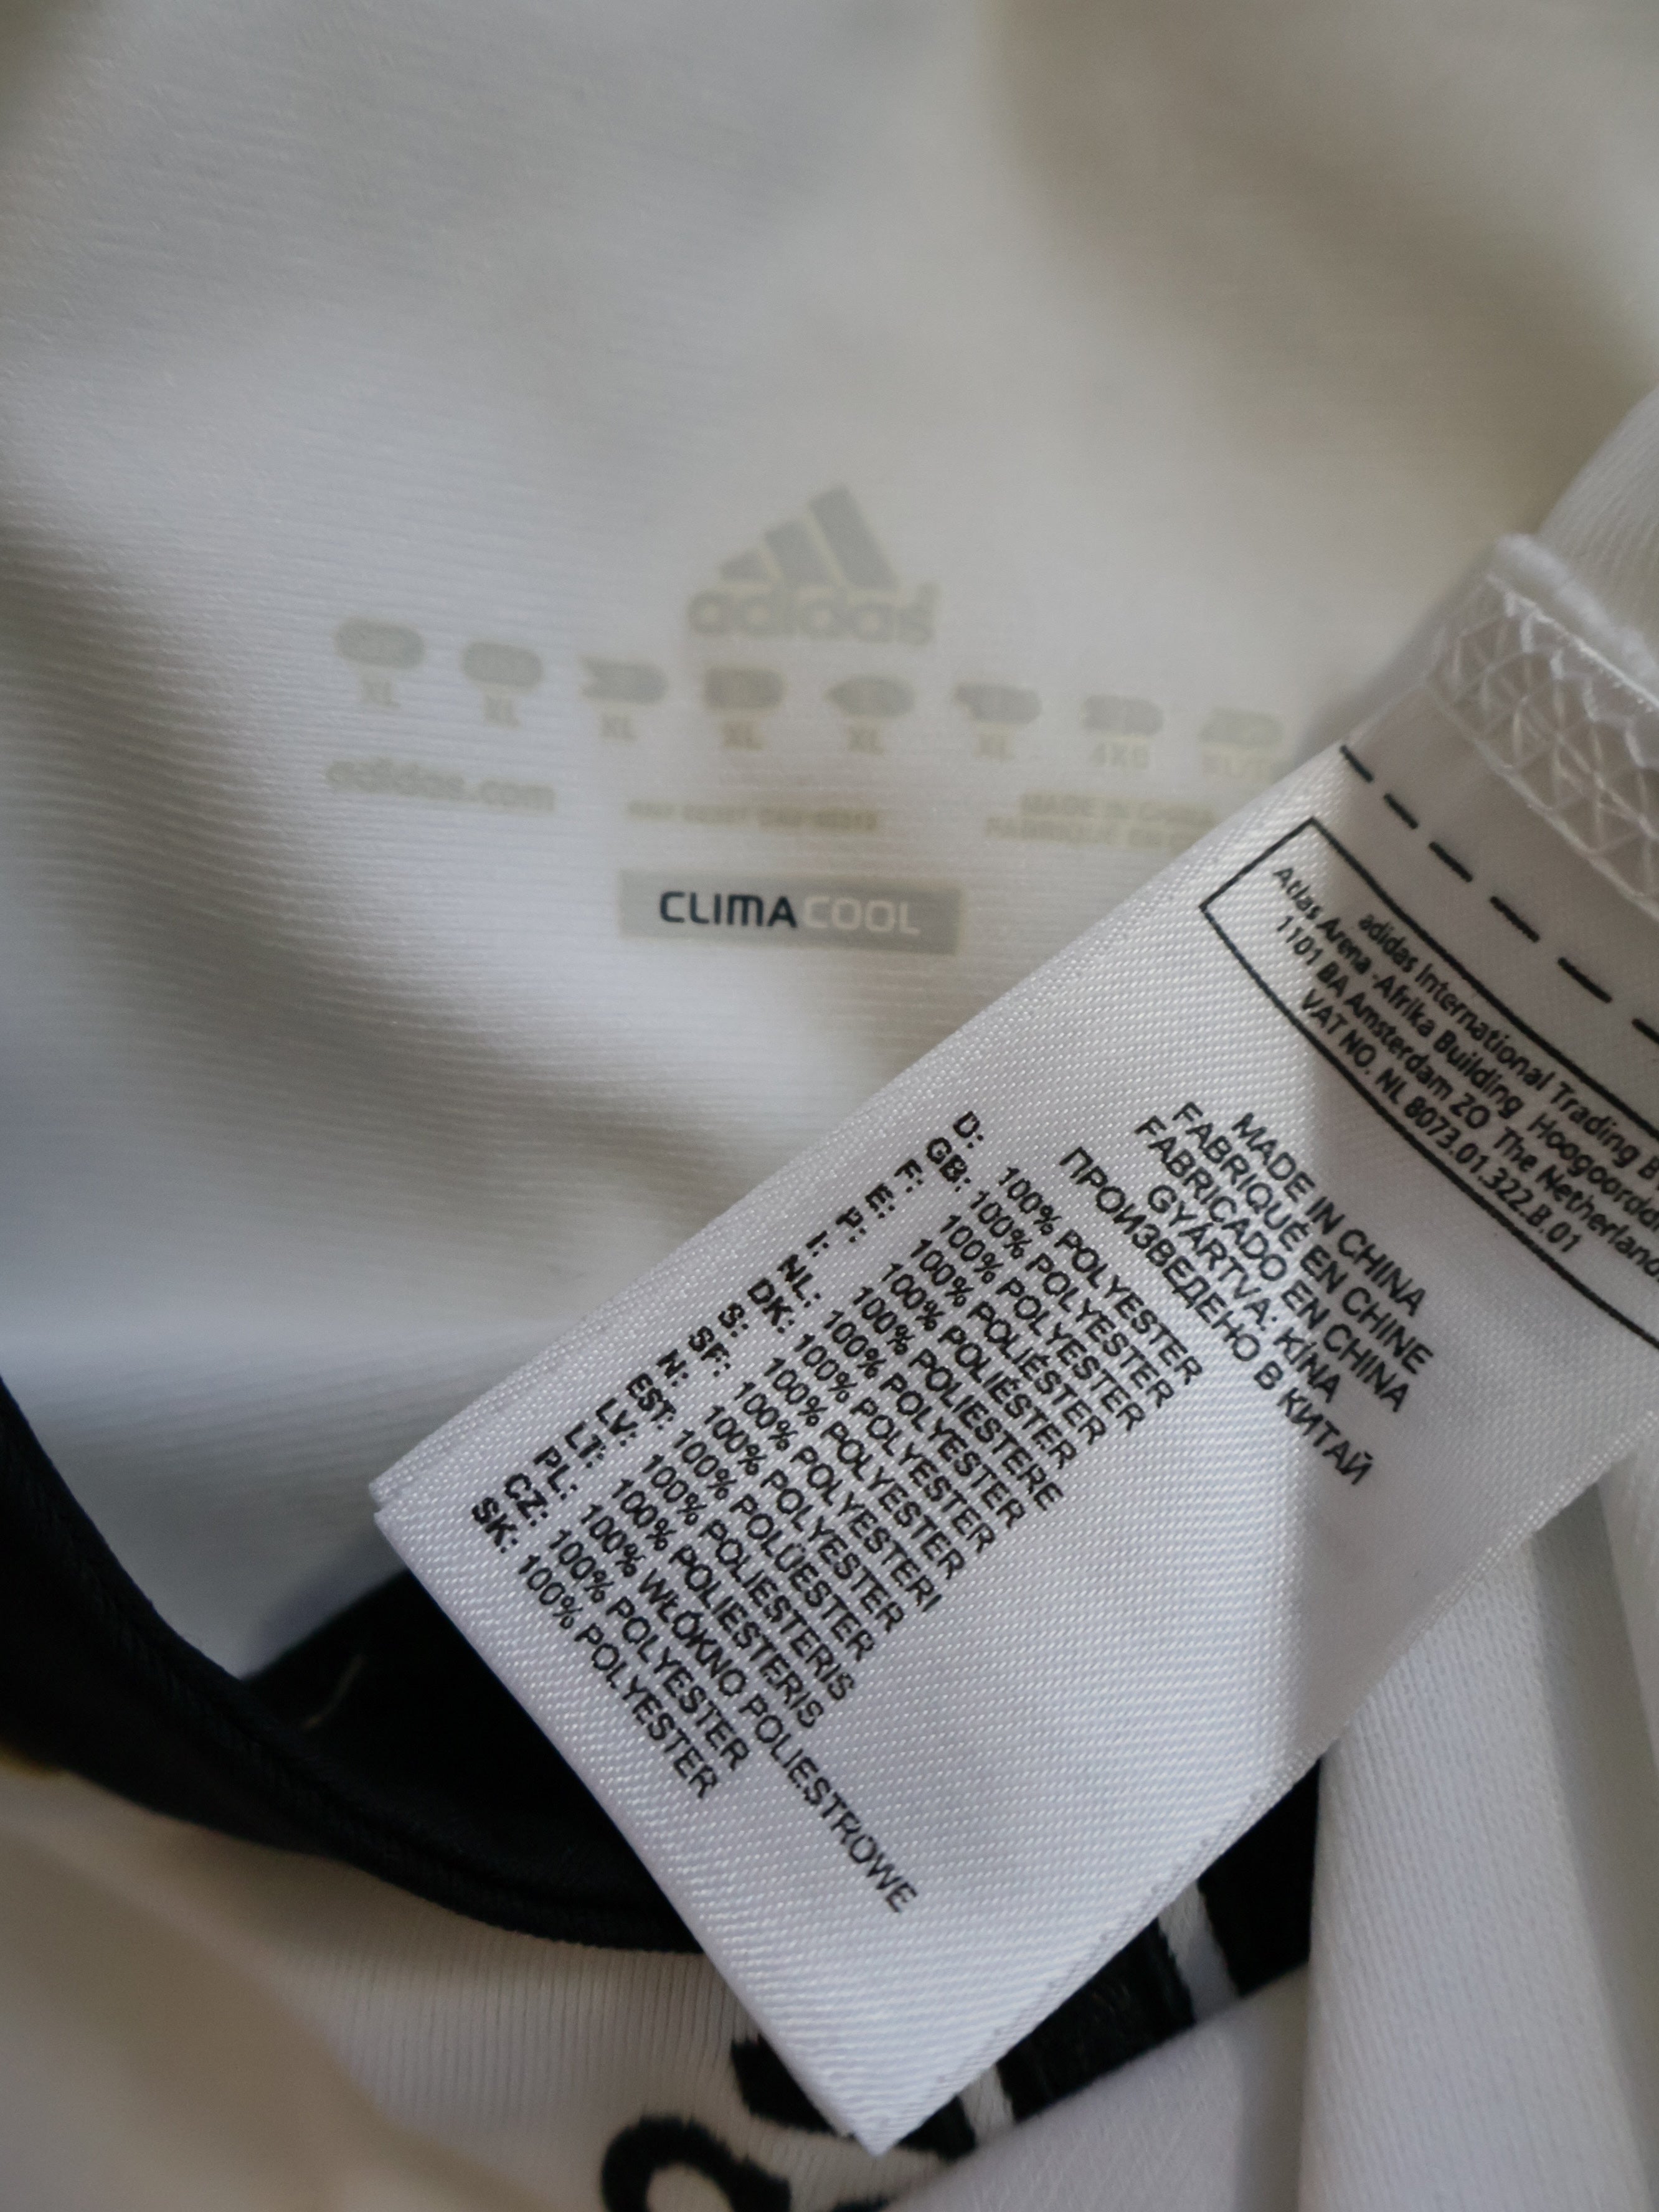 adidas
XL XL XL XL XL XL 4XO
adidas.com
MADE IN CHINA
FABRIQUÉ EN
CLIMACOOL
adidas International Trading B
Atlas Arena -Afrika Building Hoogoord
1101 BA Amsterdam ZO The Netherland
VAT NO. NL 8073.01.322.B.01
MADE IN CHINA
FABRIQUÉ EN CHINE
FABRICADO EN CHINA
GYÁRTVA: KÍNA
ПРОИЗВЕДЕНО В КИТАЙ
D: 100% POLYESTER
GB: 100% POLYESTER
F: 100% POLYESTER
E: 100% POLIÉSTER
P: 100% POLIÉSTER
I: 100% POLIESTERE
NL: 100% POLYESTER
DK: 100% POLYESTER
S: 100% POLYESTER
SF: 100% POLYESTERI
N: 100% POLYESTER
EST: 100% POLÜESTER
LV: 100% POLIESTERIS
LT: 100% POLIESTERIS
PL: 100% WŁÓKNO POLIESTROWE
CZ: 100% POLYESTER
SK: 100% POLYESTER